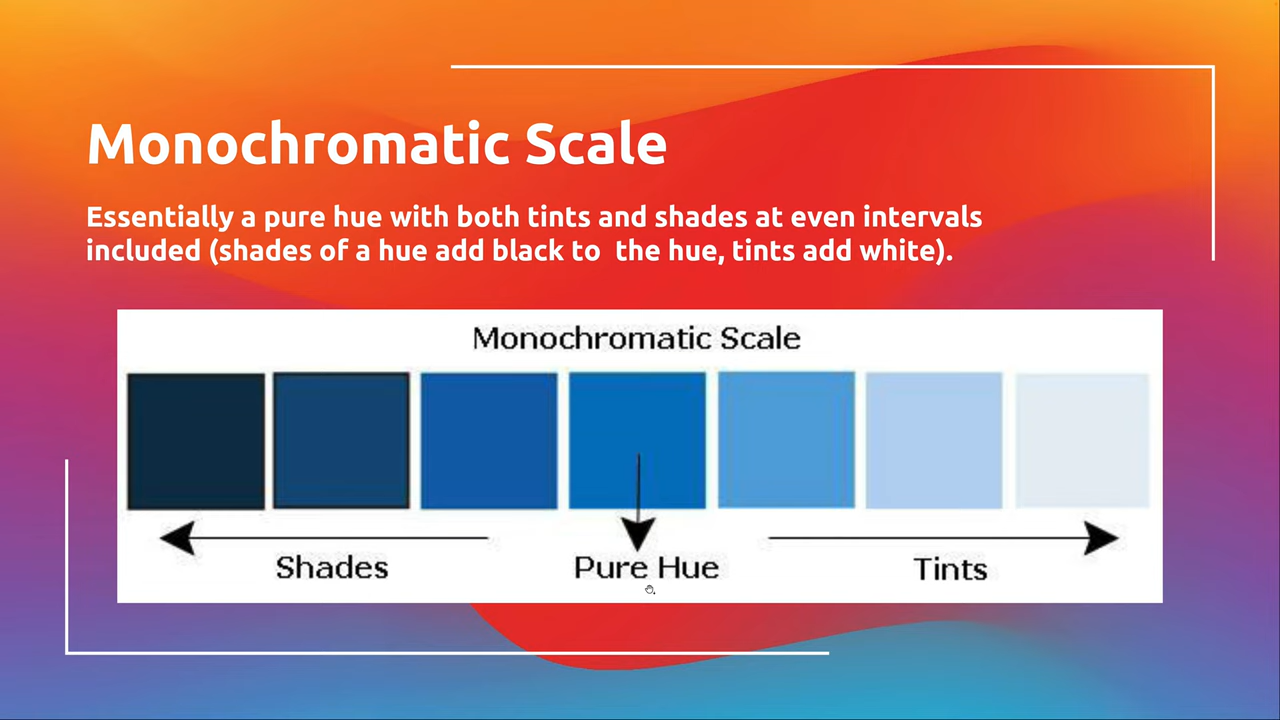 Monochromatic Scale
Essentially a pure hue with both tints and shades at even intervals
included (shades of a hue add black to  the hue, tints add white).
Monochromatic Scale
Shades
Pure Hue
Tints